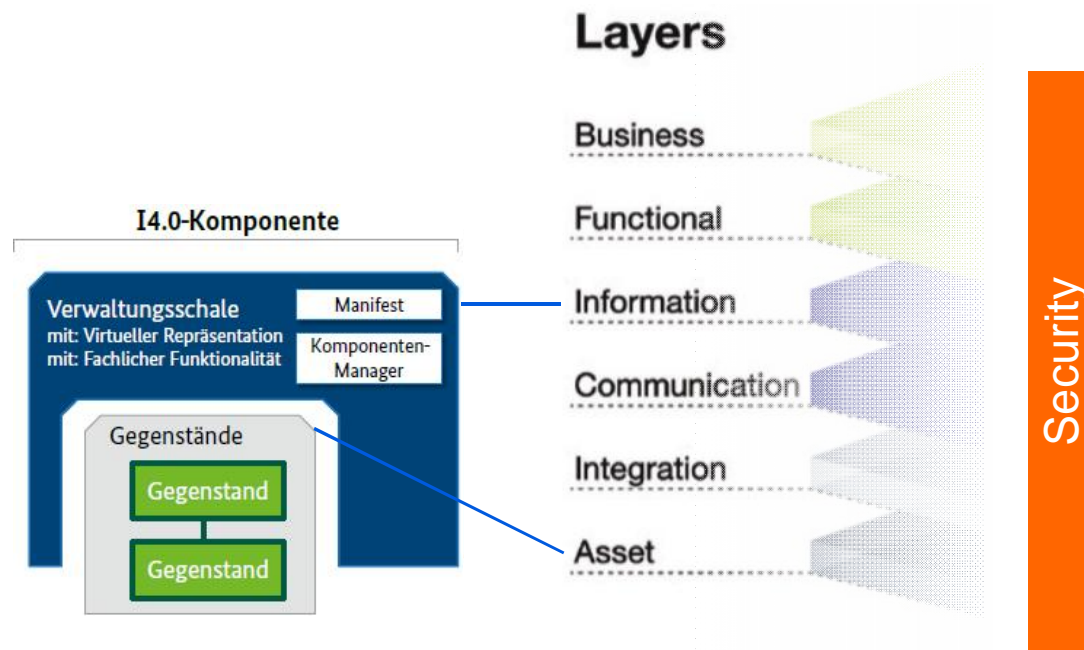 Layers
Business
Functional
Information
Communication
Integration
Asset
I4.0-Komponente
Verwaltungsschale
mit: Virtueller Repräsentation
mit: Fachlicher Funktionalität
Manifest
Komponenten-
Manager
Gegenstände
Gegenstand
Gegenstand
Security